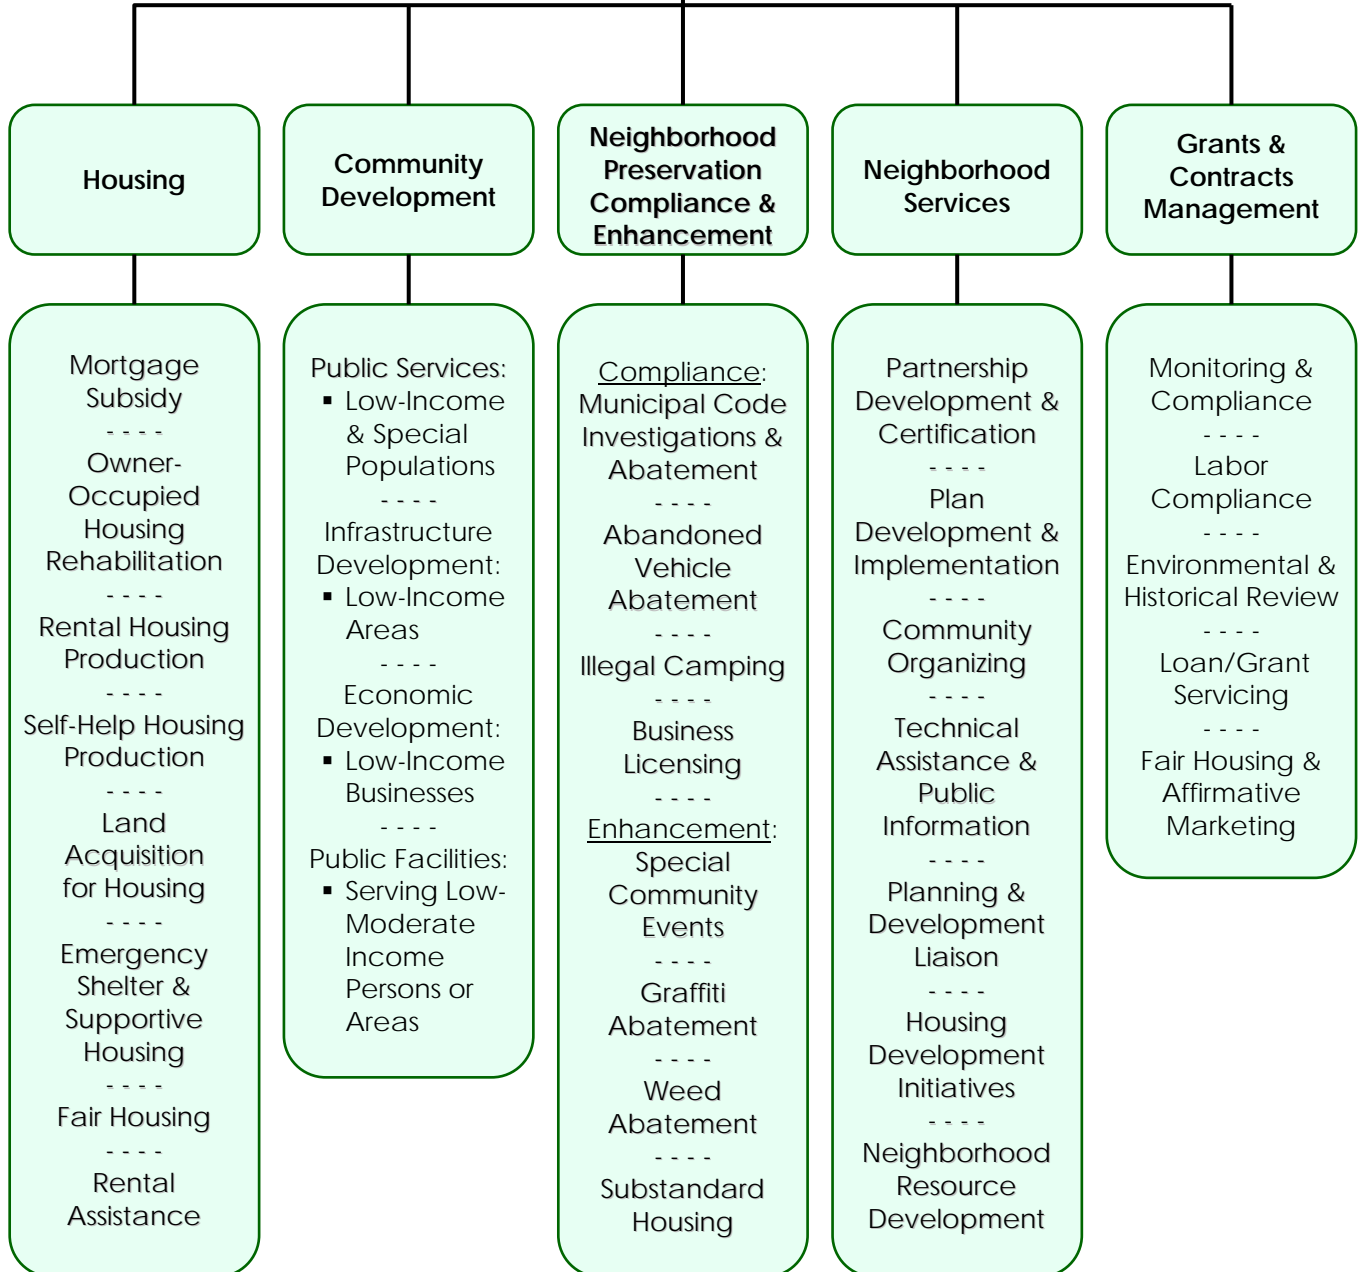 Housing
Community
Development
Neighborhood
Preservation
Compliance &
Enhancement
Neighborhood
Services
Grants &
Contracts
Management
Mortgage
Subsidy
- - - -
Owner-
Occupied
Housing
Rehabilitation
- - - -
Rental Housing
Production
- - - -
Self-Help Housing
Production
- - - -
Land
Acquisition
for Housing
- - - -
Emergency
Shelter &
Supportive
Housing
- - - -
Fair Housing
- - - -
Rental
Assistance
Public Services:
▪ Low-Income
& Special
Populations
- - - -
Infrastructure
Development:
▪ Low-Income
Areas
- - - -
Economic
Development:
▪ Low-Income
Businesses
- - - -
Public Facilities:
▪ Serving Low-
Moderate
Income
Persons or
Areas
Compliance:
Municipal Code
Investigations &
Abatement
- - - -
Abandoned
Vehicle
Abatement
- - - -
Illegal Camping
- - - -
Business
Licensing
- - - -
Enhancement:
Special
Community
Events
- - - -
Graffiti
Abatement
- - - -
Weed
Abatement
- - - -
Substandard
Housing
Partnership
Development &
Certification
- - - -
Plan
Development &
Implementation
- - - -
Community
Organizing
- - - -
Technical
Assistance &
Public
Information
- - - -
Planning &
Development
Liaison
- - - -
Housing
Development
Initiatives
- - - -
Neighborhood
Resource
Development
Monitoring &
Compliance
- - - -
Labor
Compliance
- - - -
Environmental &
Historical Review
- - - -
Loan/Grant
Servicing
- - - -
Fair Housing &
Affirmative
Marketing